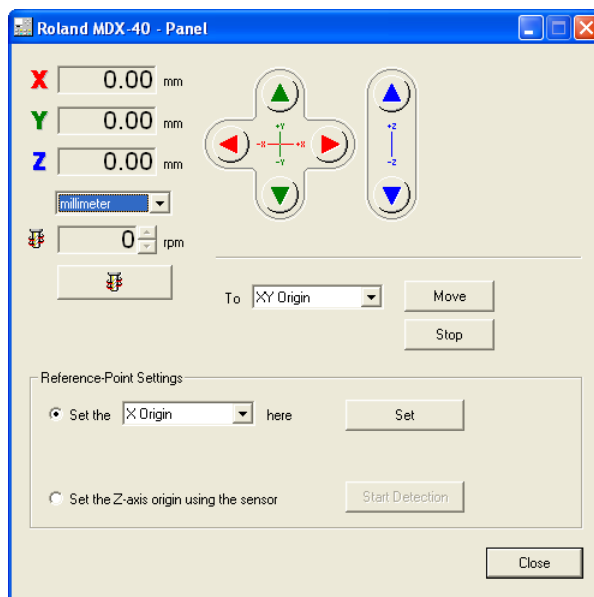 Roland MDX-40 - Panel
X 0.00 mm
Y 0.00 mm
Z 0.00 mm
millimeter
0 rpm
+Y
-X +X
-Y
+Z
-Z
To XY Origin Move
Stop
Reference-Point Settings
Set the X Origin here Set
Set the Z-axis origin using the sensor Start Detection
Close